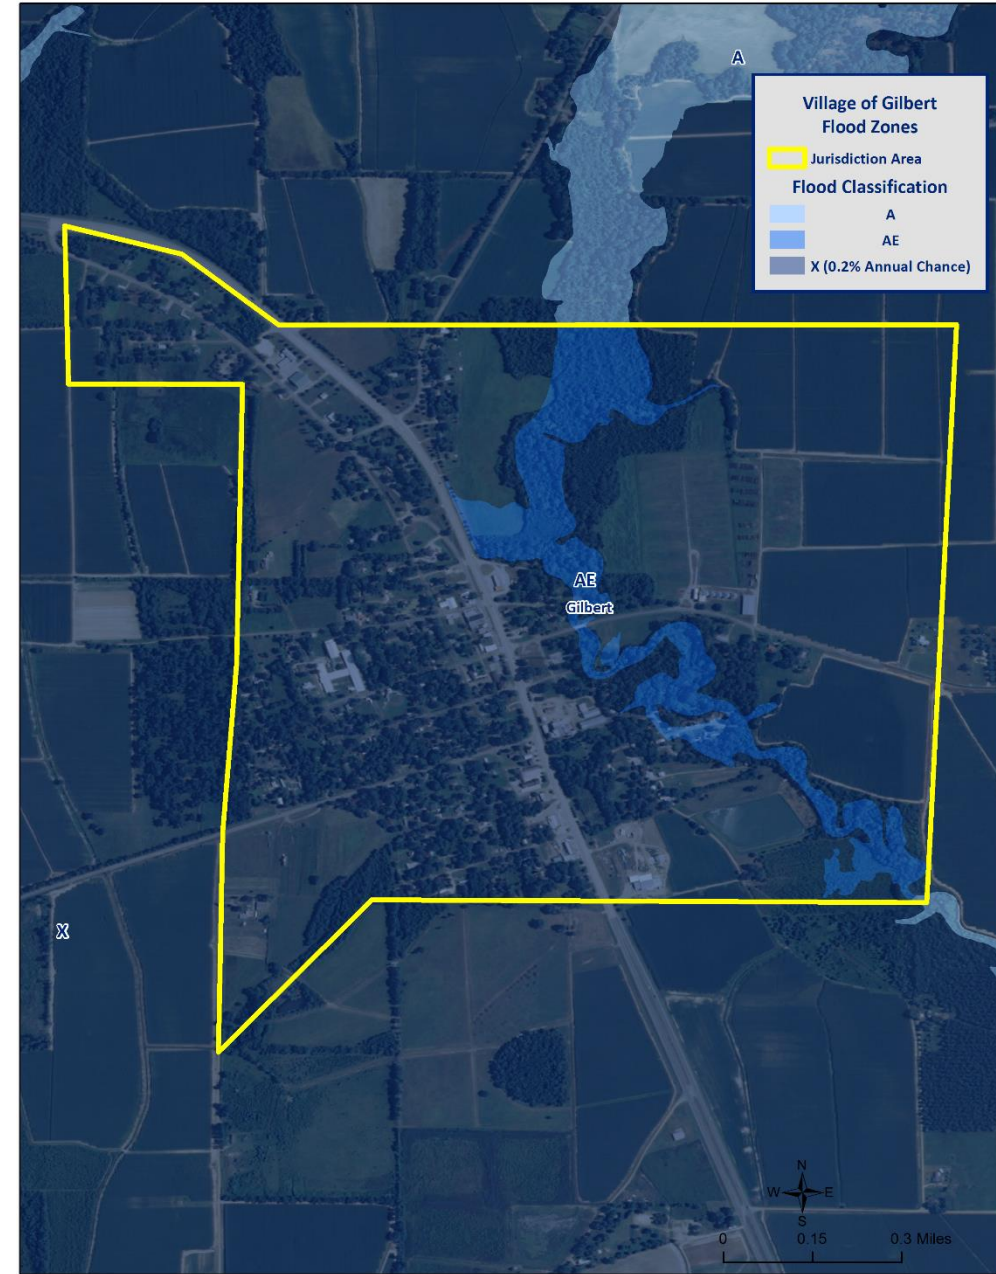 A
Village of Gilbert
Flood Zones
Jurisdiction Area
Flood Classification
A
AE
X (0.2% Annual Chance)
AE
Gilbert
X
N
W E
S
0 0.15 0.3 Miles